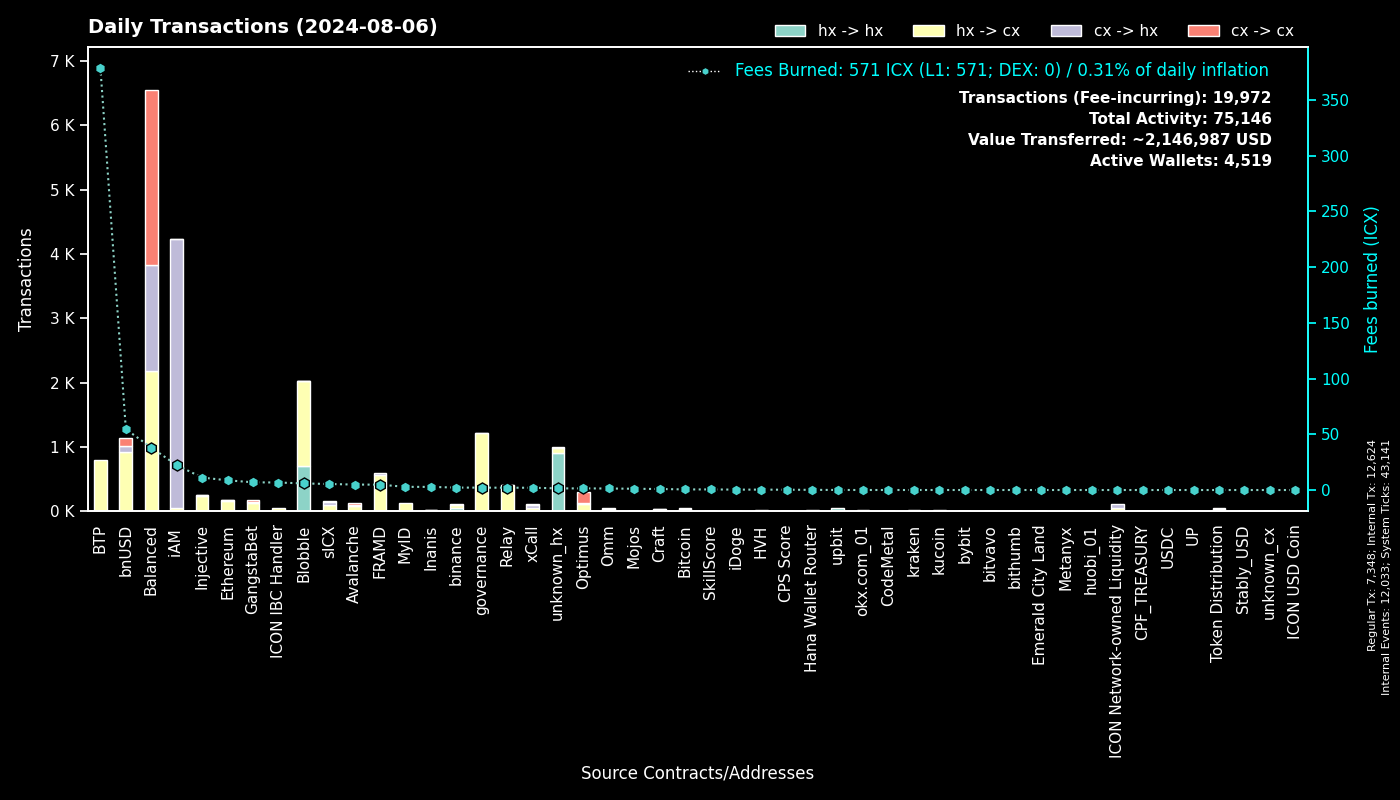 Daily Transactions (2024-08-06)
hx -> hx
hx -> cx
cx -> hx
cx -> cx
Fees Burned: 571 ICX (L1: 571; DEX: 0) / 0.31% of daily inflation
Transactions (Fee-incurring): 19,972
Total Activity: 75,146
Value Transferred: ~2,146,987 USD
Active Wallets: 4,519
Transactions
7 K
6 K
5 K
4 K
3 K
2 K
1 K
0 K
350
300
250
200
150
100
50
0
Fees burned (ICX)
BTP
bnUSD
Balanced
iAM
Injective
Ethereum
GangstaBet
ICON IBC Handler
Blobble
sICX
Avalanche
FRAMD
MyID
Inanis
binance
governance
Relay
xCall
unknown_hx
Optimus
Omm
Mojos
Craft
Bitcoin
SkillScore
iDoge
HVH
CPS Score
Hana Wallet Router
upbit
okx.com_01
CodeMetal
kraken
kucoin
bybit
bitvavo
bithumb
Emerald City Land
Metanyx
huobi_01
ICON Network-owned Liquidity
CPF_TREASURY
USDC
UP
Token Distribution
Stably_USD
unknown_cx
ICON USD Coin
Source Contracts/Addresses
Regular Tx: 7,348; Internal Tx: 12,624
Internal Events: 12,033; System Ticks: 43,141